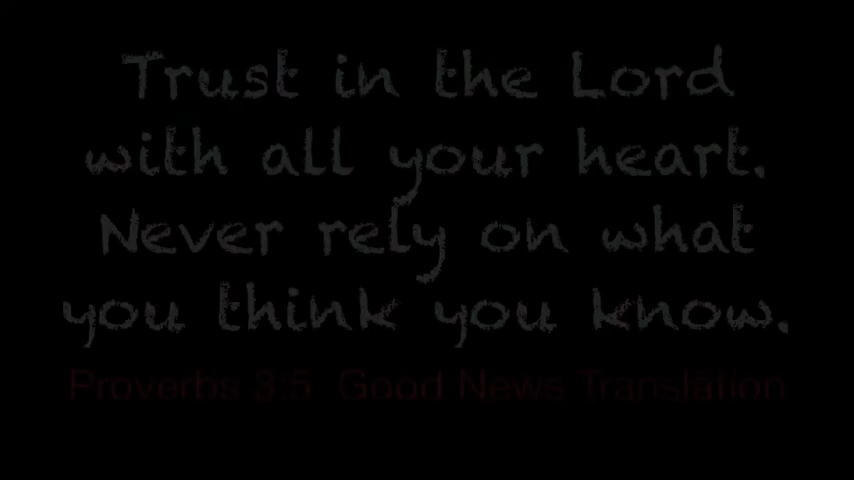 Trust in the Lord
with all your heart.
Never rely on what
you think you know.
Proverbs 3:5 Good News Translation